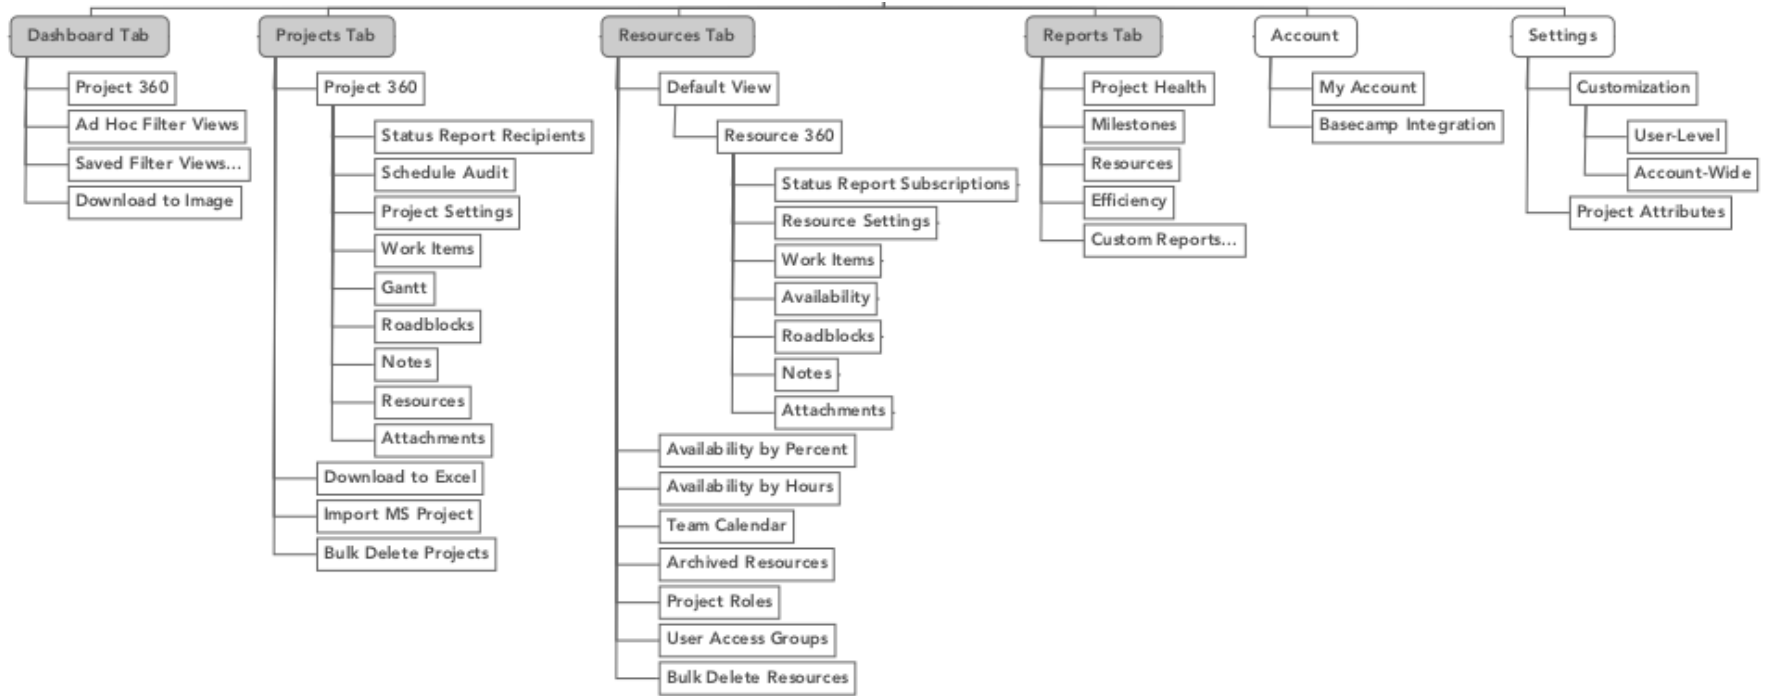 Dashboard Tab
Project 360
Ad Hoc Filter Views
Saved Filter Views...
Download to Image
Projects Tab
Project 360
Status Report Recipients
Schedule Audit
Project Settings
Work Items
Gantt
Roadblocks
Notes
Resources
Attachments
Download to Excel
Import MS Project
Bulk Delete Projects
Resources Tab
Default View
Resource 360
Status Report Subscriptions
Resource Settings
Work Items
Availability
Roadblocks
Notes
Attachments
Availability by Percent
Availability by Hours
Team Calendar
Archived Resources
Project Roles
User Access Groups
Bulk Delete Resources
Reports Tab
Project Health
Milestones
Resources
Efficiency
Custom Reports...
Account
My Account
Basecamp Integration
Settings
Customization
User-Level
Account-Wide
Project Attributes